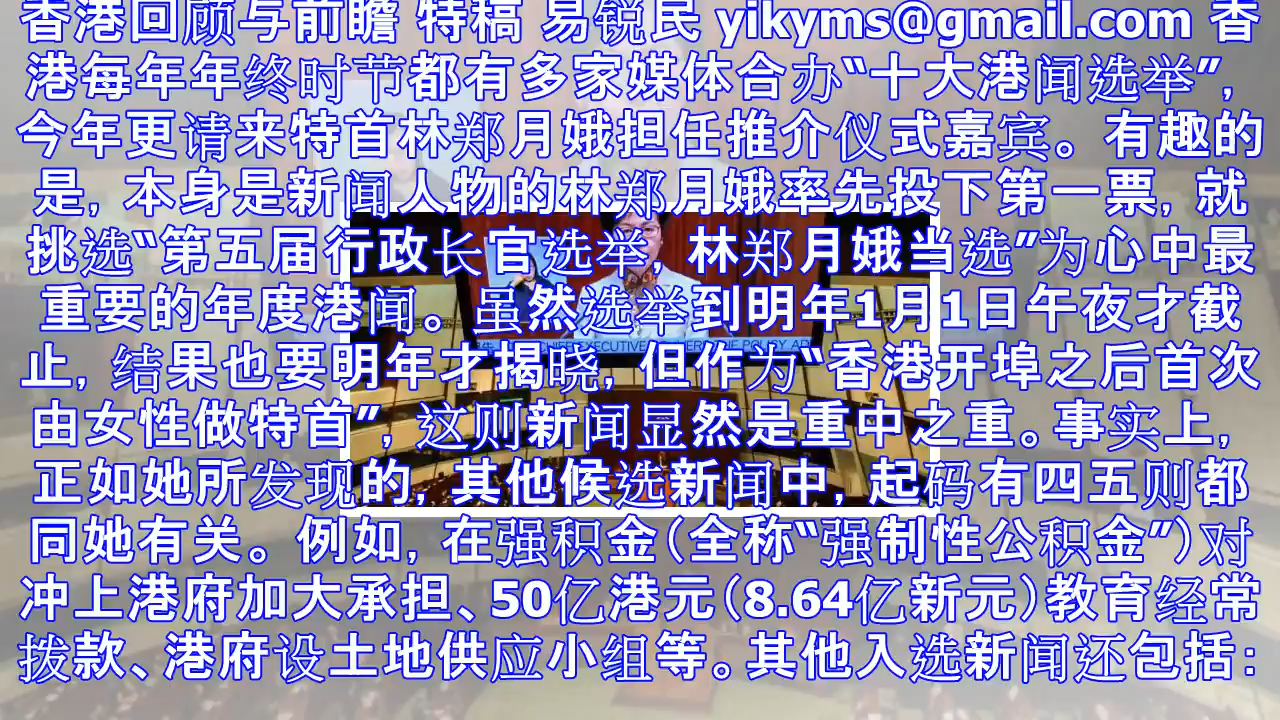 香港回顾与前瞻 特稿 易锐民 yikyms@gmail.com 香
港每年年终时节都有多家媒体合办“十大港闻选举”,
今年更请来特首林郑月娥担任推介仪式嘉宾。有趣的
是, 本身是新闻人物的林郑月娥率先投下第一票, 就
挑选“第五届行政长官选举, 林郑月娥当选”为心中最
重要的年度港闻。虽然选举到明年1月1日午夜才截
止, 结果也要明年才揭晓, 但作为“香港开埠之后首次
由女性做特首”, 这则新闻显然是重中之重。事实上,
正如她所发现的, 其他候选新闻中, 起码有四五则都
同她有关。例如, 在强积金(全称“强制性公积金”)对
冲上港府加大承担、50亿港元(8.64亿新元)教育经常
拨款、港府设土地供应小组等。其他入选新闻还包括: